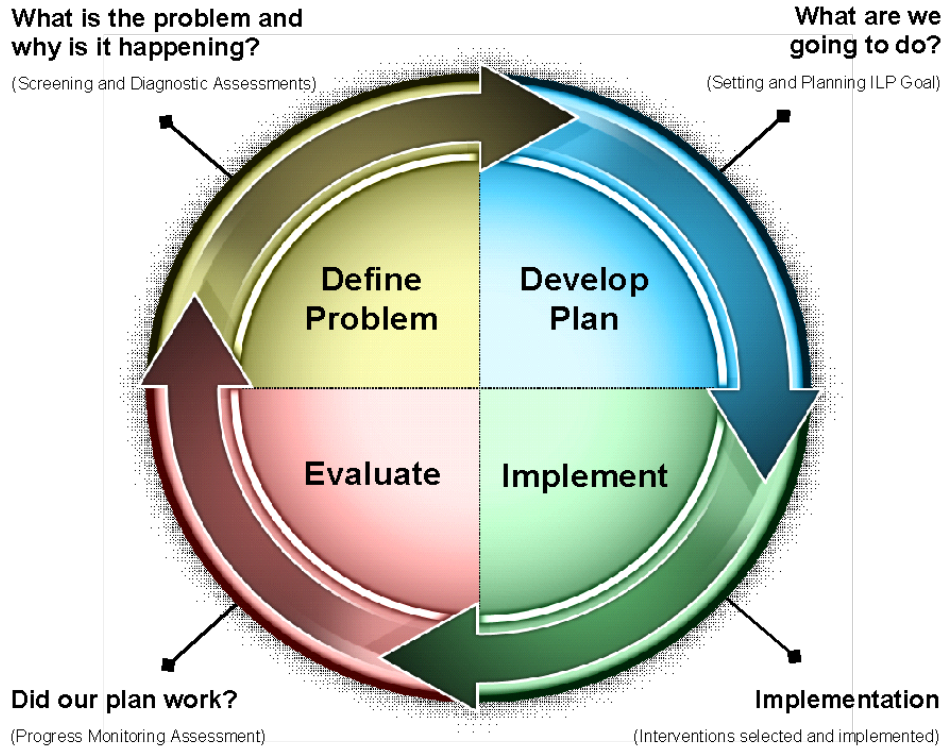 What is the problem and
why is it happening?
(Screening and Diagnostic Assessments)
What are we
going to do?
(Setting and Planning ILP Goal)
Define
Problem
Develop
Plan
Evaluate
Implement
Did our plan work?
(Progress Monitoring Assessment)
Implementation
(Interventions selected and implemented)